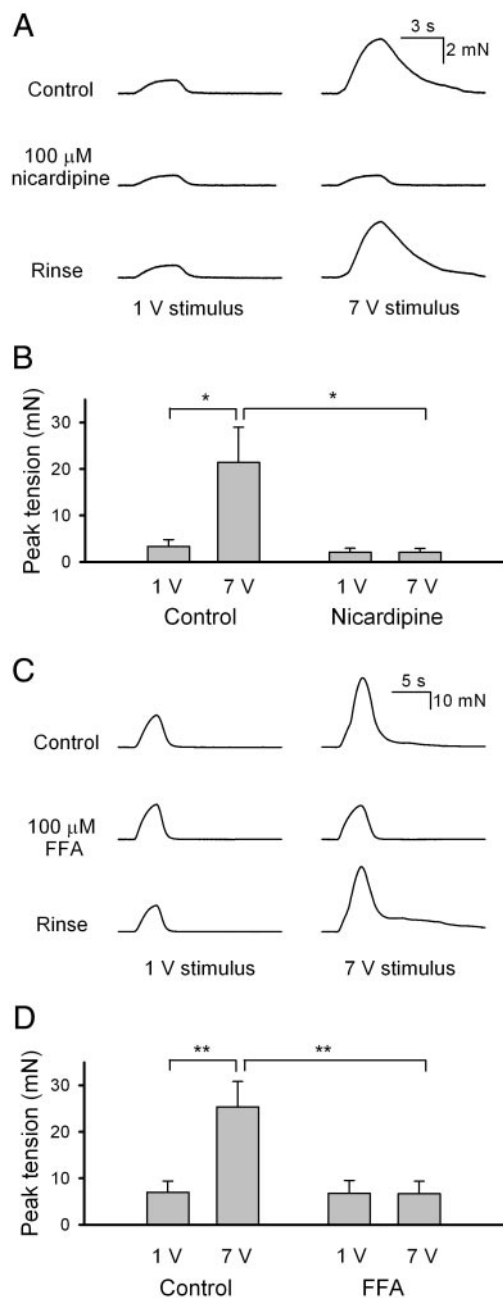 A
3 s
2 mN
Control
100 μM
nicardipine
Rinse
1 V stimulus 7 V stimulus
B
* *
Peak tension (mN)
30
20
10
0
1 V 7 V 1 V 7 V
Control Nicardipine
C
5 s
10 mN
Control
100 μM
FFA
Rinse
1 V stimulus 7 V stimulus
D
** **
Peak tension (mN)
30
20
10
0
1 V 7 V 1 V 7 V
Control FFA